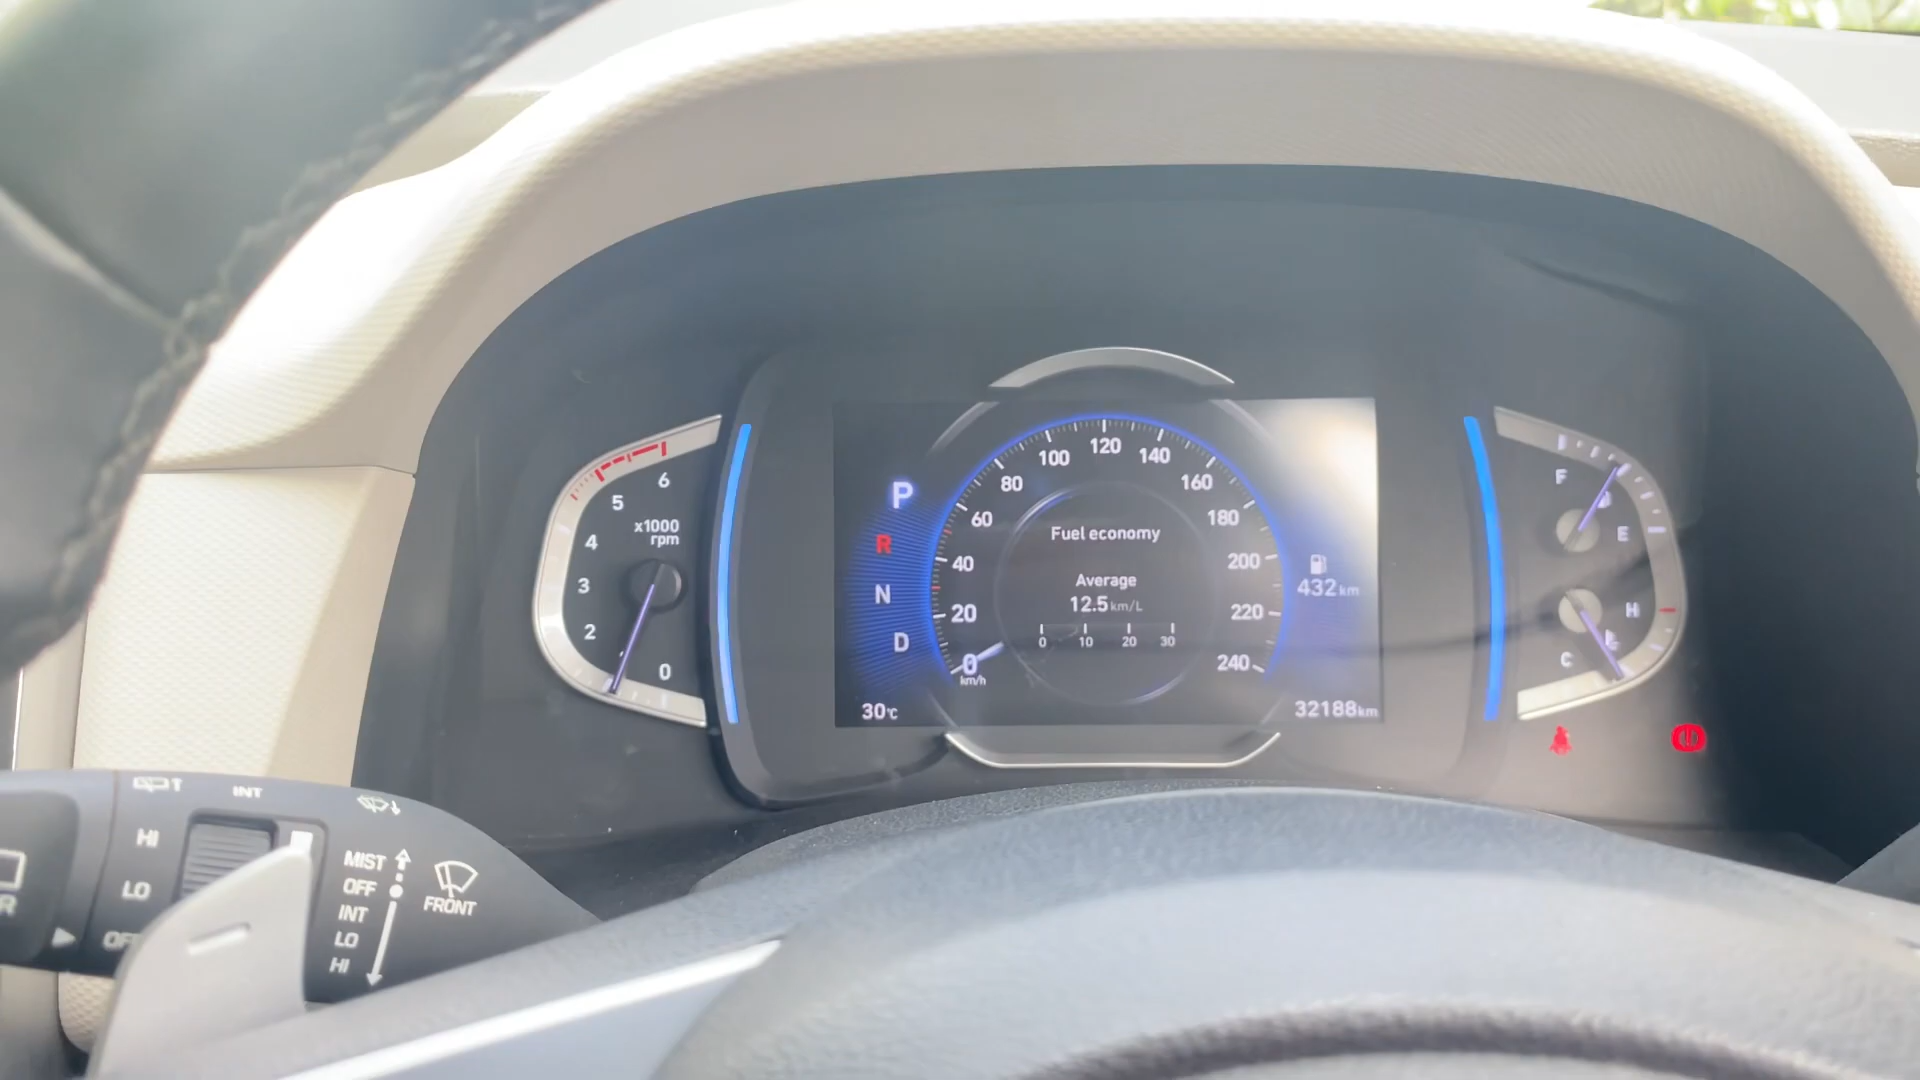 6
5
x1000
rpm
4
3
2
0
P
R
N
D
30℃
0
km/h
20
40
60
80
100
120
140
160
180
200
220
240
Fuel economy
Average
12.5km/L
0 10 20 30
432km
32188km
F
E
H
C
INT
HI
LO
MIST
OFF
INT
LO
HI
FRONT